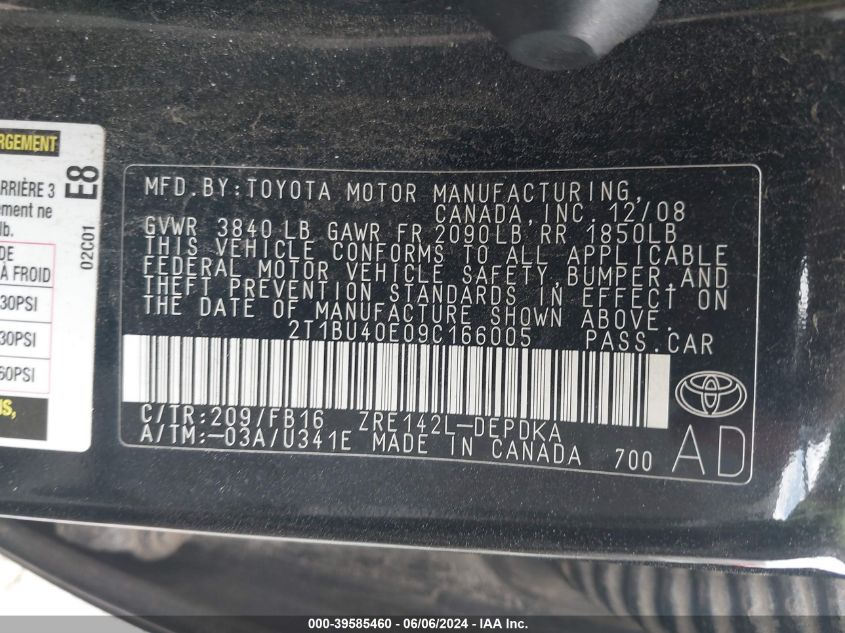 RGEMENT
RRIÈRE 3
ement ne
lb.
DE
A FROID
30PSI
30PSI
60PSI
US,
E8
02C01
MFD.BY:TOYOTA MOTOR MANUFACTURING,
CANADA,INC. 12/08
GVWR 3840 LB GAWR FR 2090LB RR 1850LB
THIS VEHICLE CONFORMS TO ALL APPLICABLE
FEDERAL MOTOR VEHICLE SAFETY,BUMPER,AND
THEFT PREVENTION STANDARDS IN EFFECT ON
THE DATE OF MANUFACTURE SHOWN ABOVE.
2T1BU40E09C166005 PASS.CAR
C/TR:209/FB16 ZRE142L-DEPDKA
A/TM:-03A/U341E MADE IN CANADA 700 AD
000-39585460 - 06/06/2024 - IAA Inc.